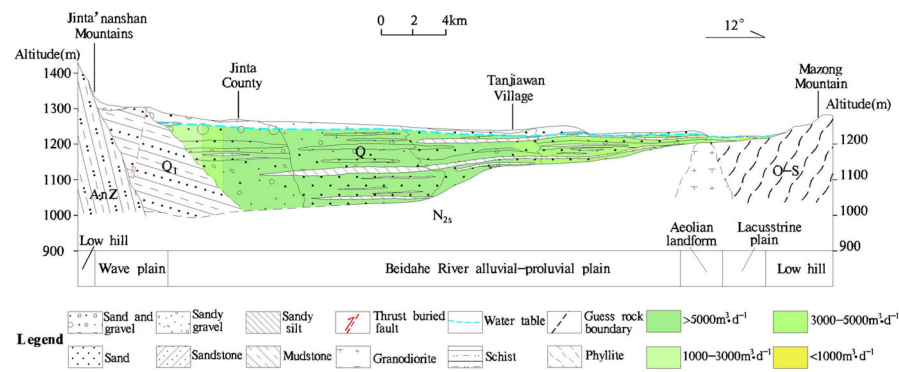 Jinta'nanshan
Mountains
0 2 4km
12°
Altitude(m)
1400
1300
1200
1100
1000
900
Jinta
County
Tanjiawan
Village
Mazong
Mountain
Altitude(m)
1200
1100
1000
900
AnZ
Q₁
Q
N₂ₛ
O-S
Low hill
Wave plain
Beidahe River alluvial-proluvial plain
Aeolian
landform
Lacusstrine
plain
Low hill
Legend
Sand and
gravel
Sandy
gravel
Sandy
silt
Thrust buried
fault
Water table
Guess rock
boundary
>5000m³·d⁻¹
3000-5000m³·d⁻¹
Sand
Sandstone
Mudstone
Granodiorite
Schist
Phyllite
1000-3000m³·d⁻¹
<1000m³·d⁻¹